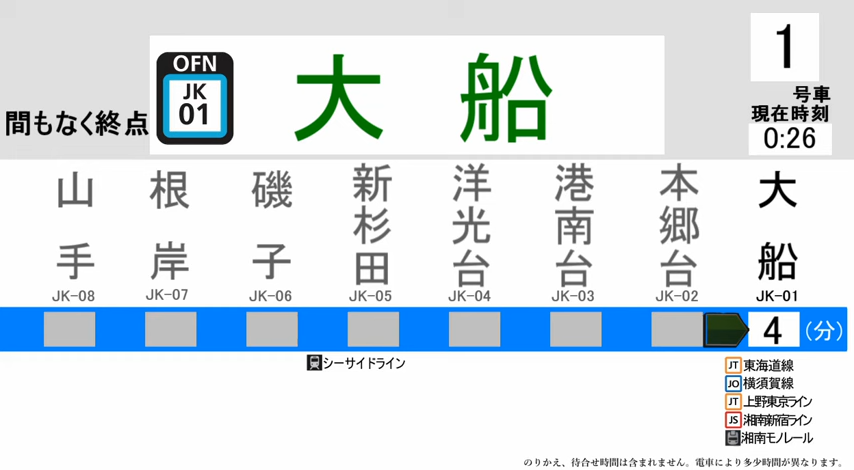 OFN
JK
01
大船
1
号車
間もなく終点
現在時刻
0:26
山手
根岸
磯子
新杉田
洋光台
港南台
本郷台
大船
JK-08
JK-07
JK-06
JK-05
JK-04
JK-03
JK-02
JK-01
4
(分)
シーサイドライン
JT 東海道線
JO 横須賀線
JT 上野東京ライン
JS 湘南新宿ライン
湘南モノレール
のりかえ、待合せ時間は含まれません。電車により多少時間が異なります。